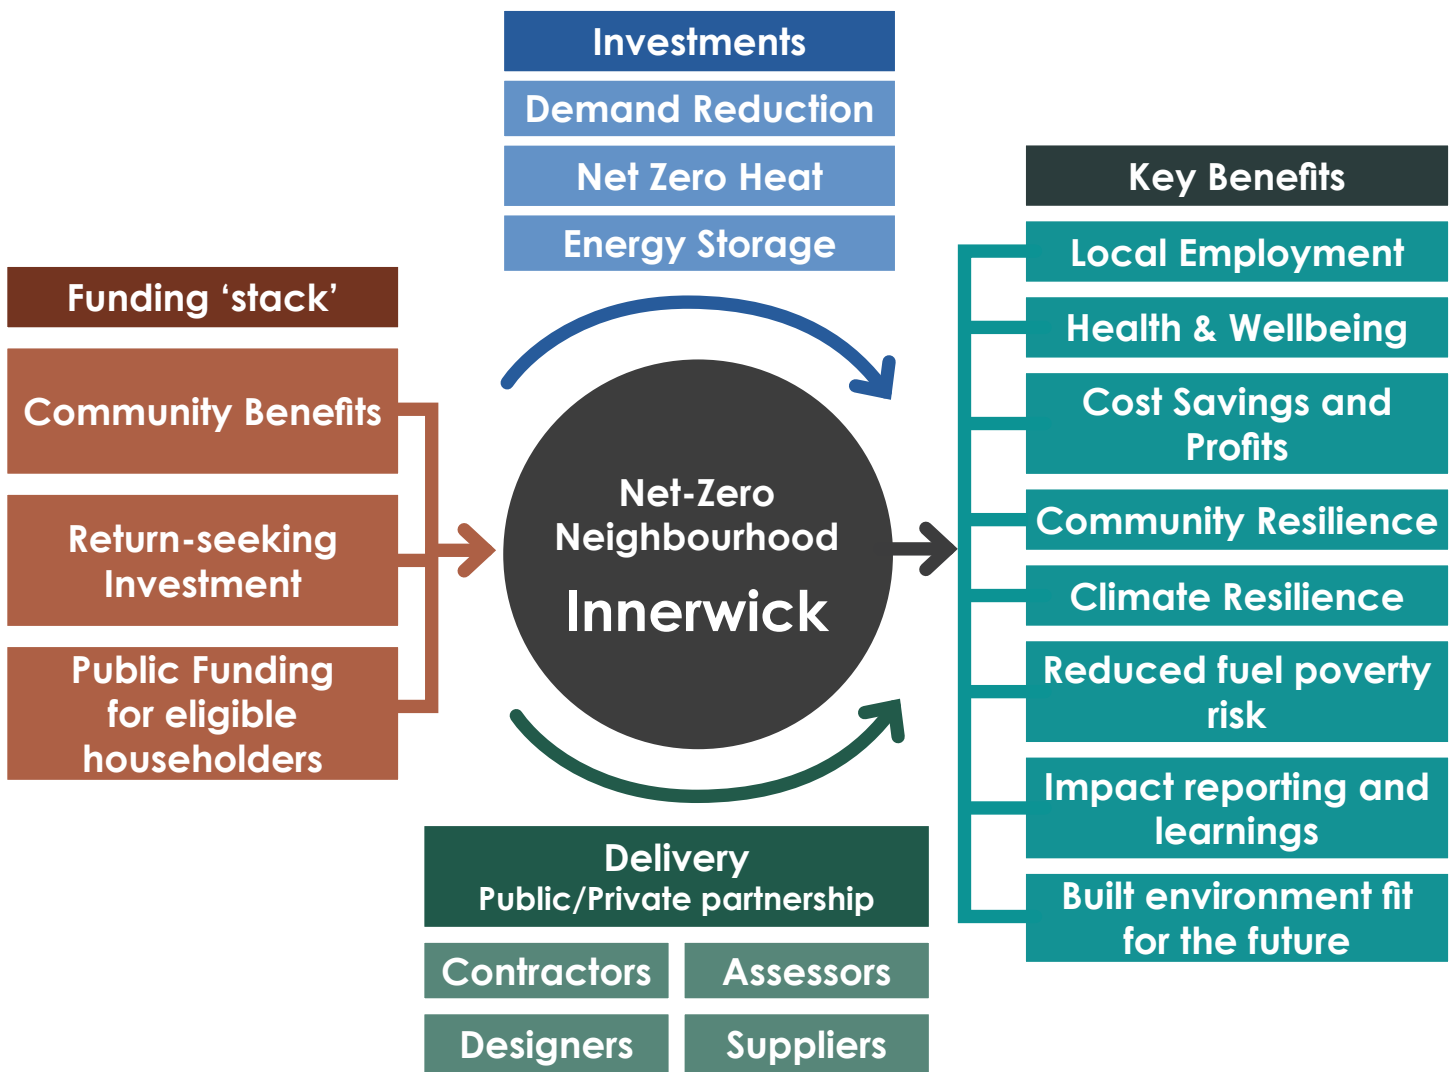 Investments
Demand Reduction
Net Zero Heat
Energy Storage
Funding ‘stack’
Community Benefits
Return-seeking
Investment
Public Funding
for eligible
householders
Net-Zero
Neighbourhood
Innerwick
Delivery
Public/Private partnership
Contractors
Assessors
Designers
Suppliers
Key Benefits
Local Employment
Health & Wellbeing
Cost Savings and
Profits
Community Resilience
Climate Resilience
Reduced fuel poverty
risk
Impact reporting and
learnings
Built environment fit
for the future